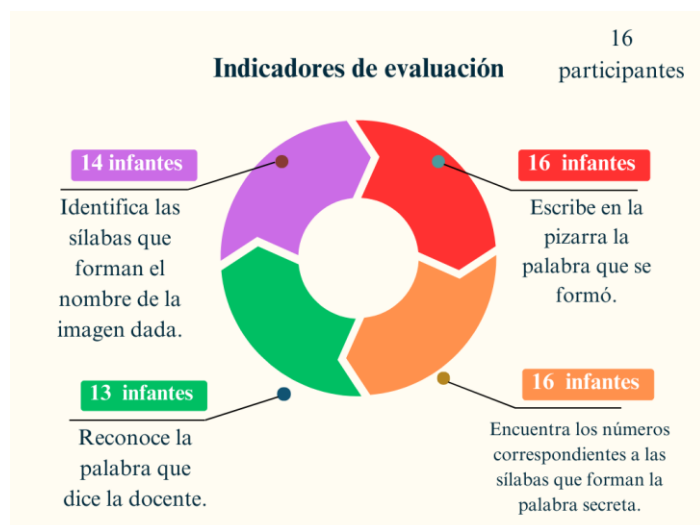 Indicadores de evaluación
16
participantes
14 infantes
Identifica las
sílabas que
forman el
nombre de la
imagen dada.
16 infantes
Escribe en la
pizarra la
palabra que se
formó.
13 infantes
Reconoce la
palabra que
dice la docente.
16 infantes
Encuentra los números
correspondientes a las
sílabas que forman la
palabra secreta.